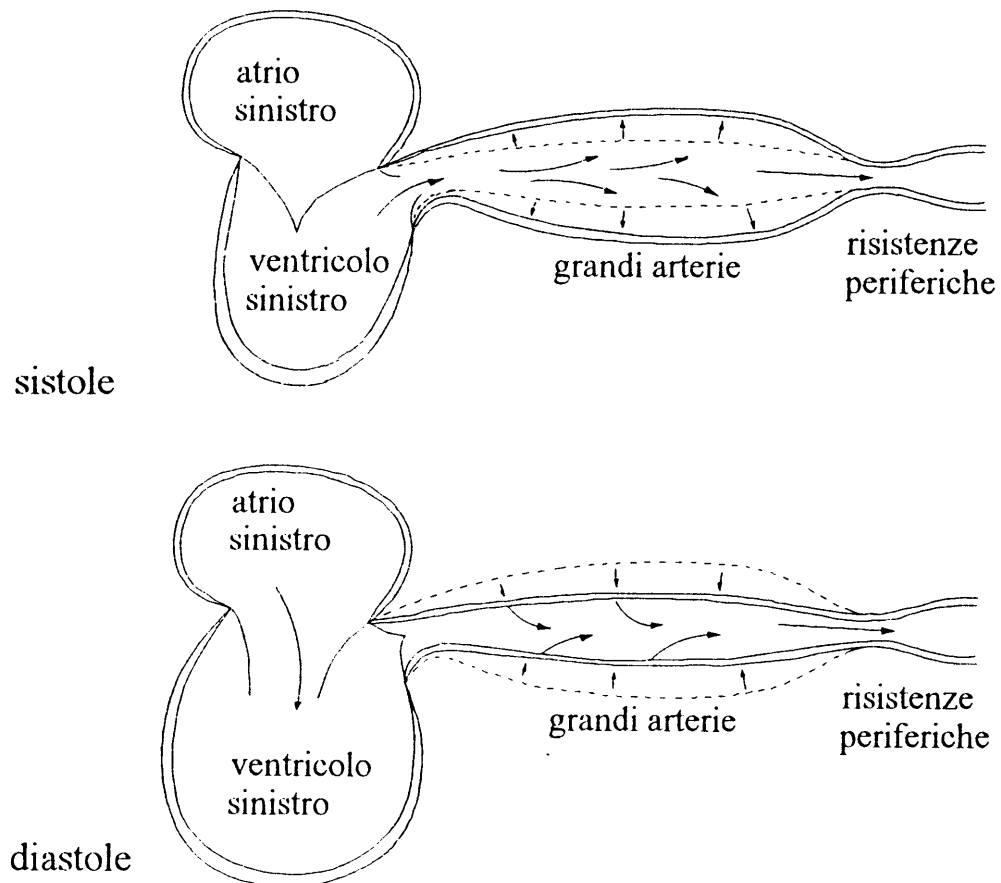 atrio
sinistro
ventricolo
sinistro
grandi arterie
risistenze
periferiche
sistole
atrio
sinistro
ventricolo
sinistro
grandi arterie
risistenze
periferiche
diastole